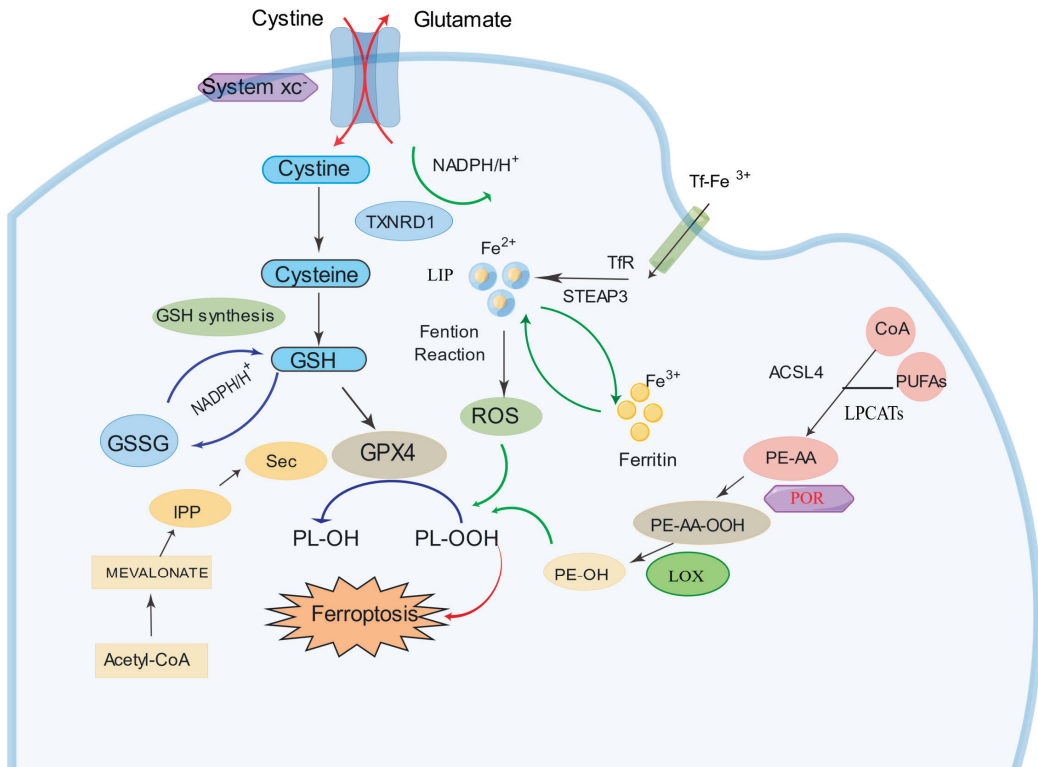 Cystine
Glutamate
System xc-
Cystine
NADPH/H+
TXNRD1
Tf-Fe 3+
Fe2+
LIP
TfR
STEAP3
Cysteine
GSH synthesis
Fention
Reaction
GSH
NADPH/H+
CoA
ACSL4
PUFAs
LPCATs
Fe3+
ROS
GSSG
Sec
GPX4
Ferritin
PE-AA
POR
IPP
PL-OH
PL-OOH
PE-AA-OOH
MEVALONATE
PE-OH
LOX
Ferroptosis
Acetyl-CoA